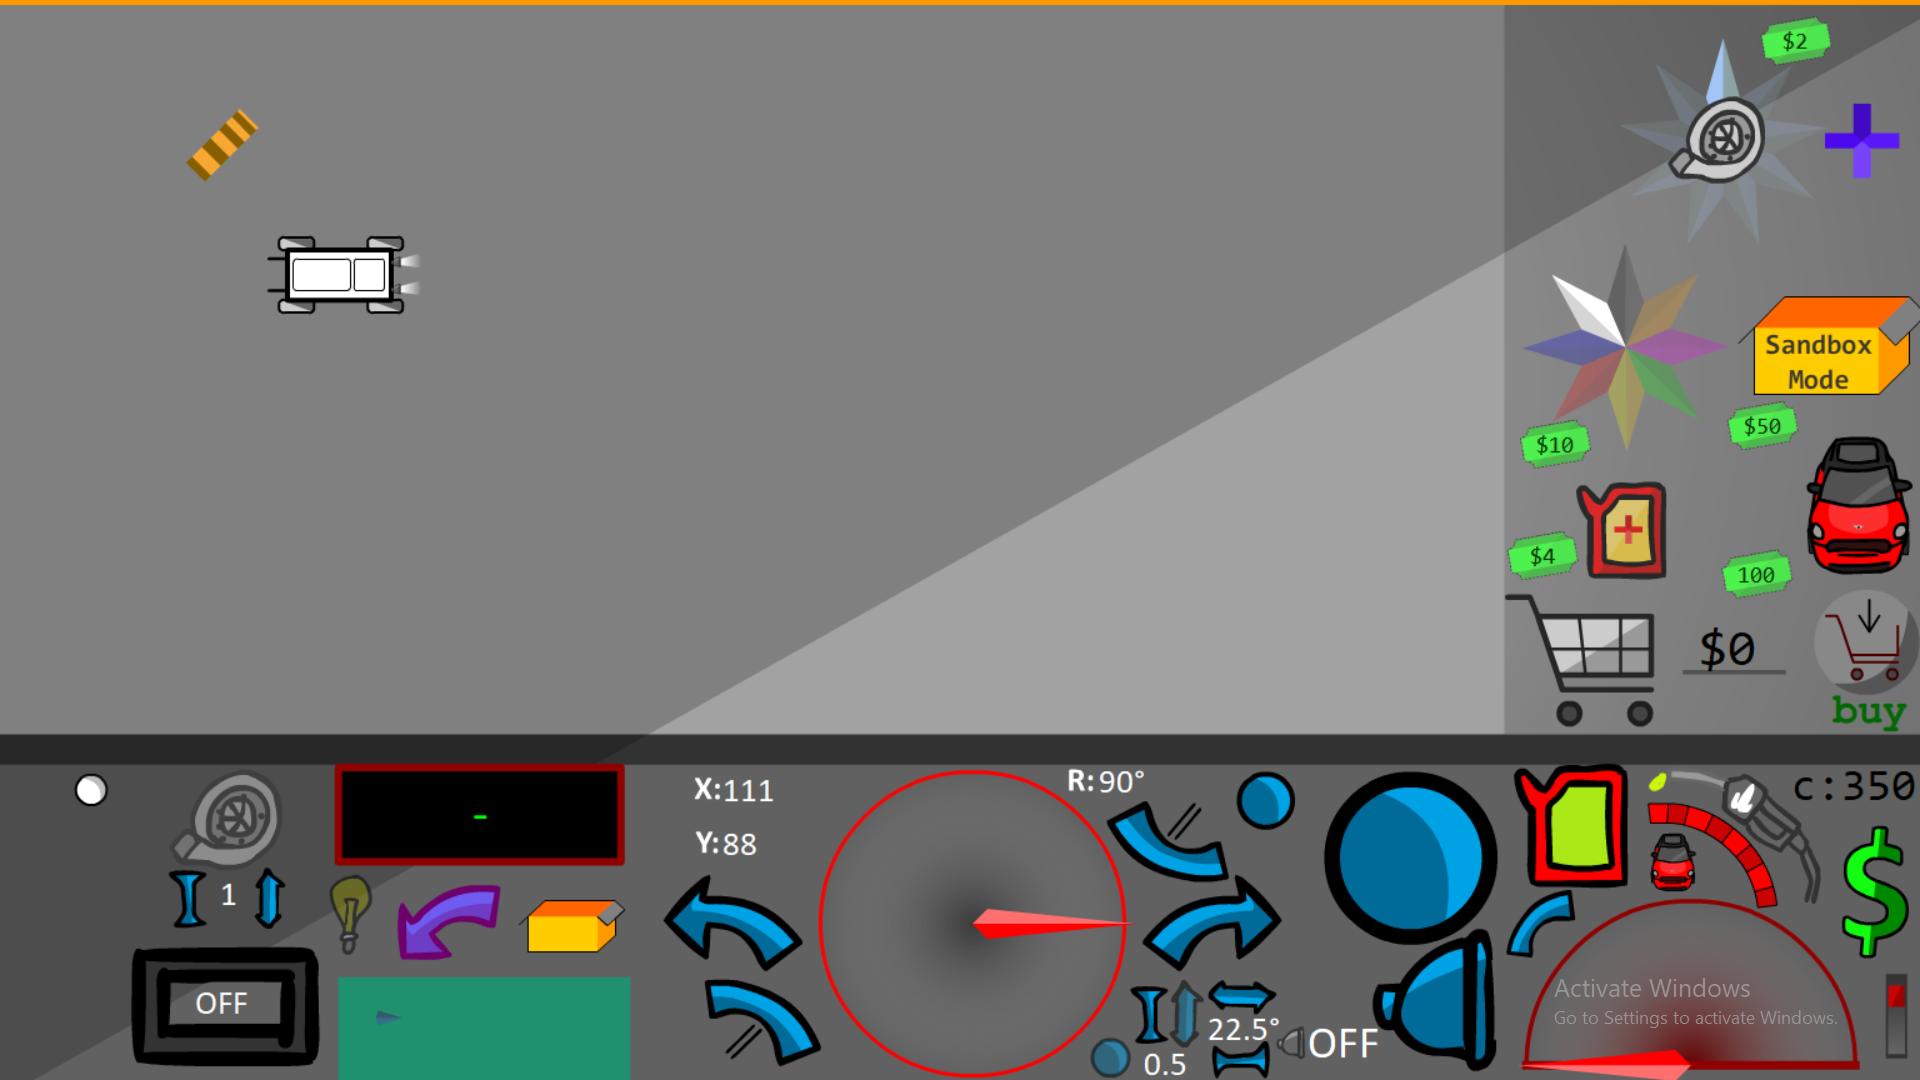 $2
Sandbox
Mode
$10
$50
$4
100
$0
buy
X:111
R:90°
c:350
-
Y:88
1
OFF
22.5°
OFF
0.5
Activate Windows
Go to Settings to activate Windows.
$